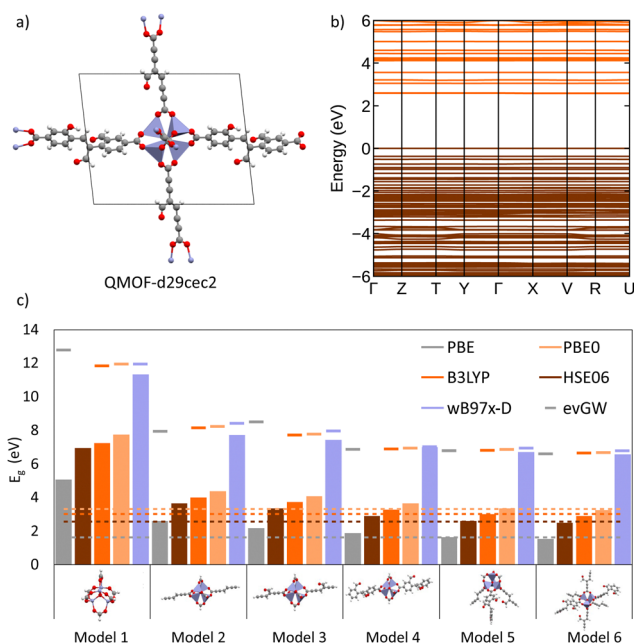 a)
QMOF-d29cec2
b)
Energy (eV)
6
4
2
0
−2
−4
−6
Γ Z T Y Γ X V R U
c)
E_g (eV)
14
12
10
8
6
4
2
0
PBE PBE0
B3LYP HSE06
wB97x-D evGW
Model 1 Model 2 Model 3 Model 4 Model 5 Model 6